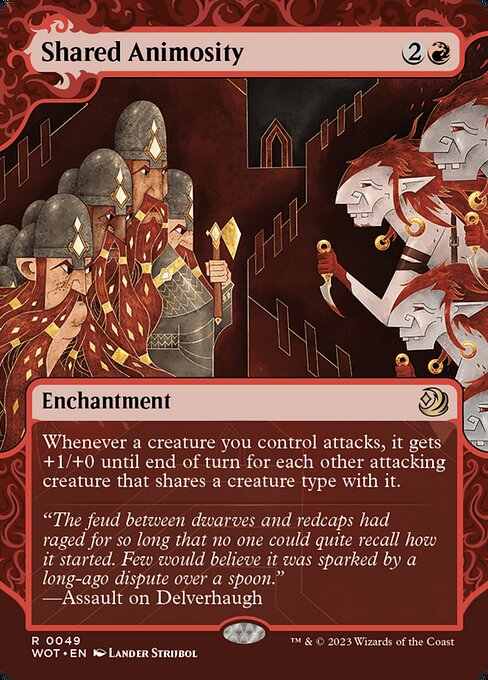 Shared Animosity 2
Enchantment
Whenever a creature you control attacks, it gets
+1/+0 until end of turn for each other attacking
creature that shares a creature type with it.
“The feud between dwarves and redcaps had
raged for so long that no one could quite recall how
it started. Few would believe it was sparked by a
long-ago dispute over a spoon.”
—Assault on Delverhaugh
R 0049
WOT • EN LANDER STRIJBOL
™ & © 2023 Wizards of the Coast